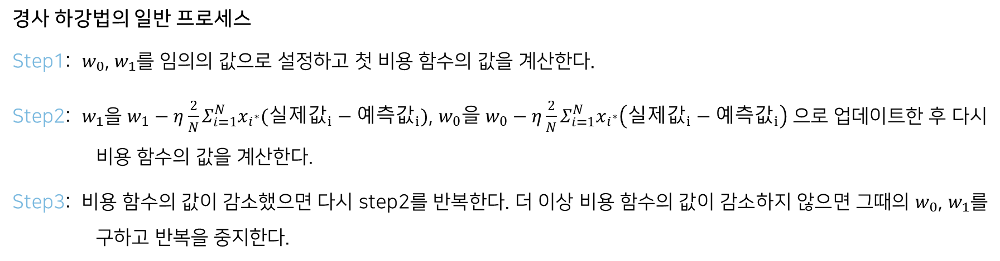 경사 하강법의 일반 프로세스
Step1: w₀, w₁를 임의의 값으로 설정하고 첫 비용 함수의 값을 계산한다.
Step2: w₁을 w₁ − η 2/N Σᵢ₌₁ᴺ xᵢ*(실제값ᵢ − 예측값ᵢ), w₀을 w₀ − η 2/N Σᵢ₌₁ᴺ xᵢ*(실제값ᵢ − 예측값ᵢ) 으로 업데이트한 후 다시
비용 함수의 값을 계산한다.
Step3: 비용 함수의 값이 감소했으면 다시 step2를 반복한다. 더 이상 비용 함수의 값이 감소하지 않으면 그때의 w₀, w₁를
구하고 반복을 중지한다.